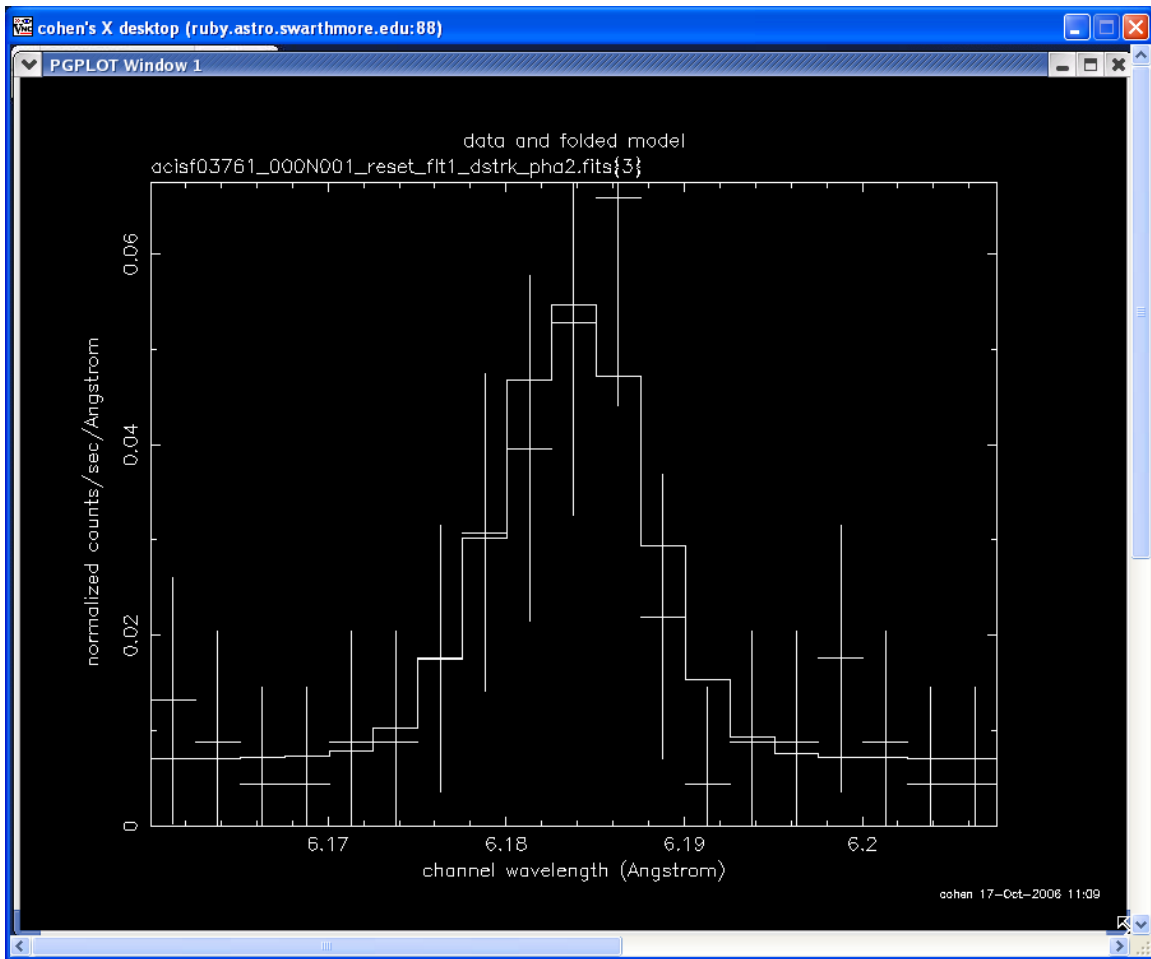 cohen's X desktop (ruby.astro.swarthmore.edu:88)
PGPLOT Window 1
data and folded model
acisf03761_000N001_reset_flt1_dstrk_pha2.fits{3}
normalized counts/sec/Angstrom
0.06
0.04
0.02
0
6.17 6.18 6.19 6.2
channel wavelength (Angstrom)
cohen 17-Oct-2006 11:09